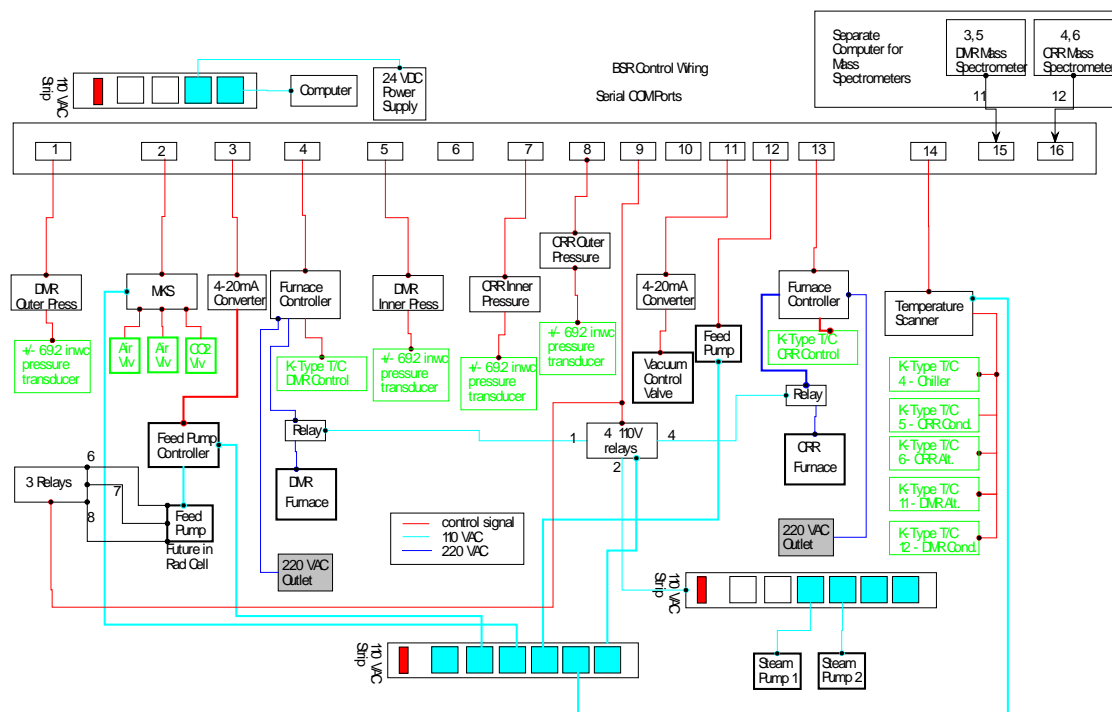 110 VAC
Strip
Computer
24 VDC
Power
Supply
BSR Control Wiring
Serial COM Ports
Separate
Computer for
Mass
Spectrometers
3,5
DMR Mass
Spectrometer
4,6
CRR Mass
Spectrometer
11
12
1
2
3
4
5
6
7
8
9
10
11
12
13
14
15
16
DMR
Outer Press
MKS
4-20mA
Converter
Furnace
Controller
DMR
Inner Press
CRR Inner
Pressure
CRR Outer
Pressure
4-20mA
Converter
Feed
Pump
Furnace
Controller
Temperature
Scanner
+/- 69.2 inwc
pressure
transducer
Air
Vlv
Air
Vlv
CO2
Vlv
K-Type T/C
DMR Control
+/- 69.2 inwc
pressure
transducer
+/- 69.2 inwc
pressure
transducer
+/- 69.2 inwc
pressure
transducer
Vacuum
Control
Valve
K-Type T/C
CRR Control
K-Type T/C
4 - Chiller
K-Type T/C
5 - CRR Cond.
K-Type T/C
6- CRR Alt.
K-Type T/C
11 - DMR Alt.
K-Type T/C
12 - DMR Cond.
Feed Pump
Controller
Relay
1
4 110V
relays
4
2
Relay
3 Relays
6
7
8
Feed
Pump
Future in
Rad Cell
DMR
Furnace
CRR
Furnace
220 VAC
Outlet
control signal
110 VAC
220 VAC
220 VAC
Outlet
110 VAC
Strip
110 VAC
Strip
Steam
Pump 1
Steam
Pump 2